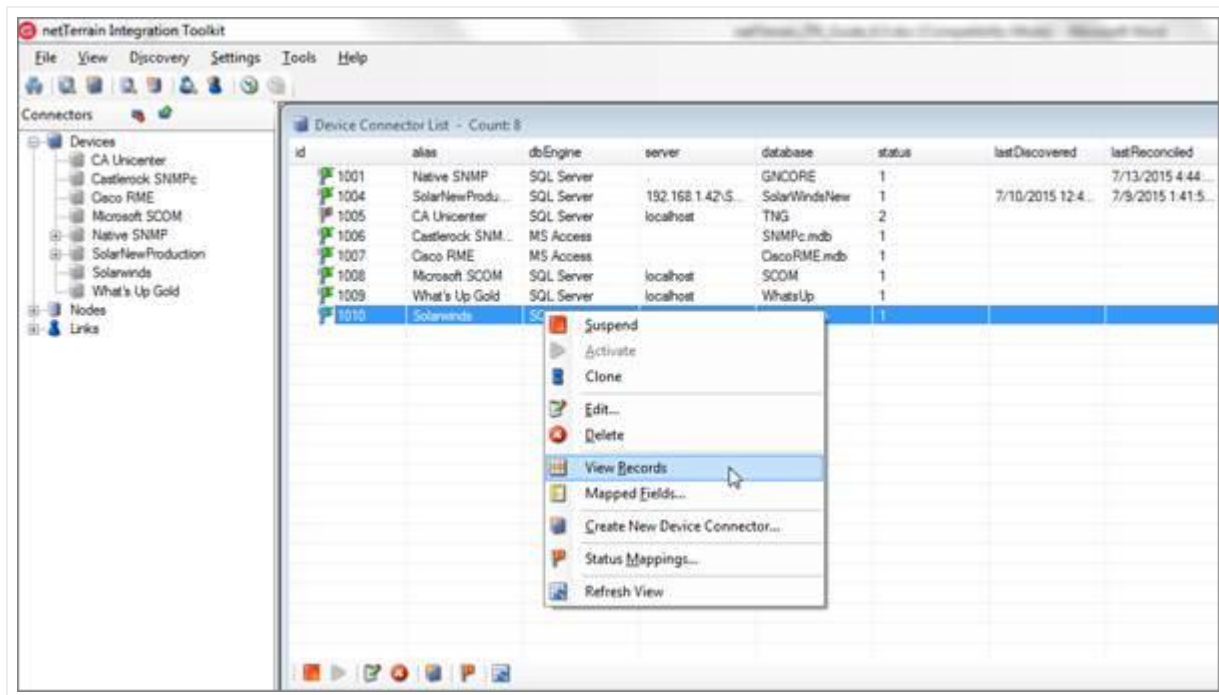 netTerrain Integration Toolkit
File View Discovery Settings Tools Help
Connectors
Devices
CA Unicenter
Castlerock SNMPc
Cisco RME
Microsoft SCOM
Native SNMP
SolarNewProduction
Solarwinds
What's Up Gold
Nodes
Links
Device Connector List - Count: 8
id alias dbEngine server database status lastDiscovered lastReconciled
1001 Native SNMP SQL Server . GNCORE 1 7/13/2015 4:44...
1004 SolarNewProdu... SQL Server 192.168.1.42\S... SolarWindsNew 1 7/10/2015 12:4... 7/9/2015 1:41:5...
1005 CA Unicenter SQL Server localhost TNG 2
1006 Castlerock SNM... MS Access SNMPc.mdb 1
1007 Cisco RME MS Access CiscoRME.mdb 1
1008 Microsoft SCOM SQL Server localhost SCOM 1
1009 What's Up Gold SQL Server localhost WhatsUp 1
1010 Solarwinds 1
Suspend
Activate
Clone
Edit...
Delete
View Records
Mapped Fields...
Create New Device Connector...
Status Mappings...
Refresh View